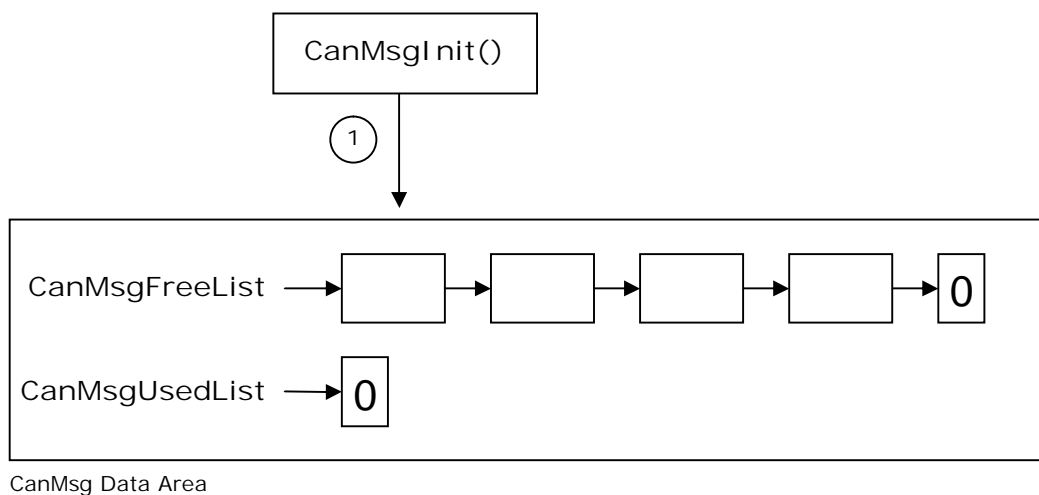 CanMsgInit()
1
CanMsgFreeList
0
CanMsgUsedList
0
CanMsg Data Area